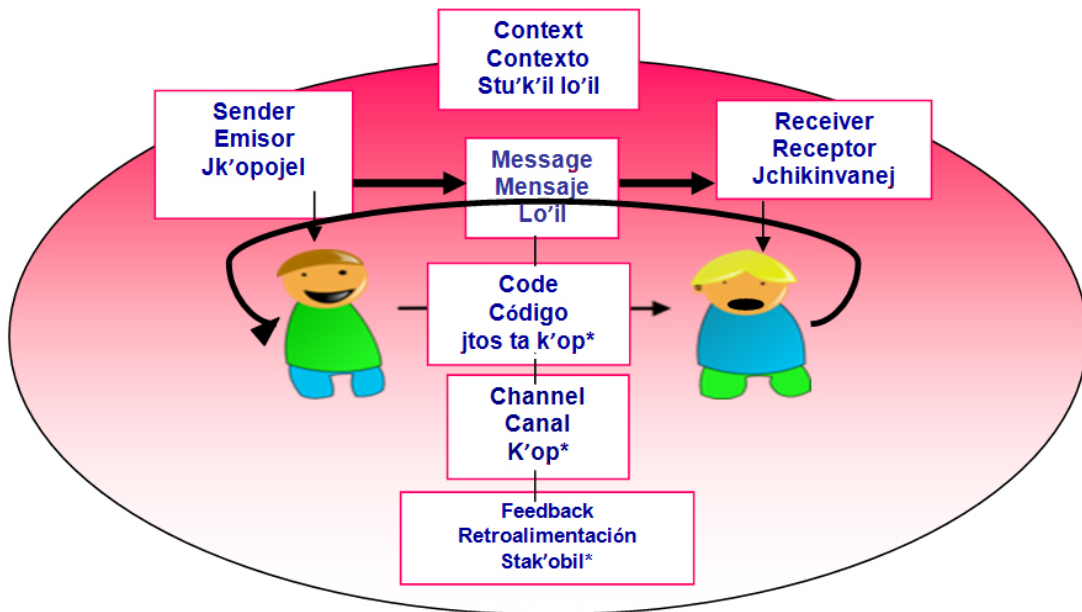 Context
Contexto
Stu’k’il lo’il
Sender
Emisor
Jk’opojel
Message
Mensaje
Lo’il
Receiver
Receptor
Jchikinvanej
Code
Código
jtos ta k’op*
Channel
Canal
K’op*
Feedback
Retroalimentación
Stak’obil*